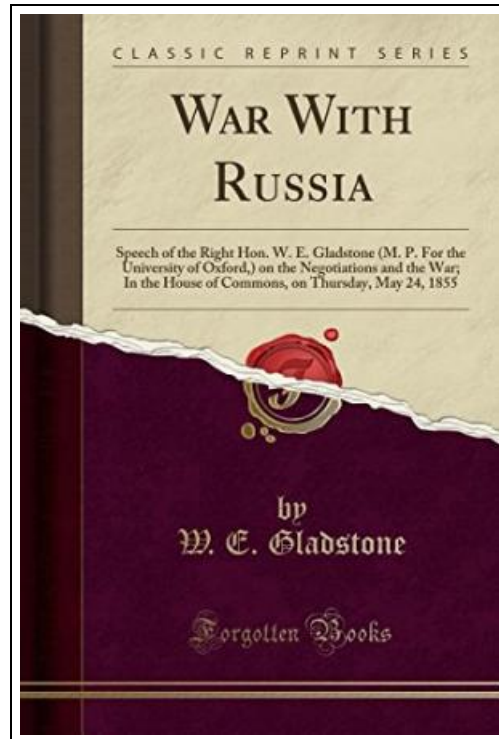 CLASSIC REPRINT SERIES
WAR WITH
RUSSIA
Speech of the Right Hon. W. E. Gladstone (M. P. For the
University of Oxford,) on the Negotiations and the War;
In the House of Commons, on Thursday, May 24, 1855
by
W. E. Gladstone
Forgotten Books